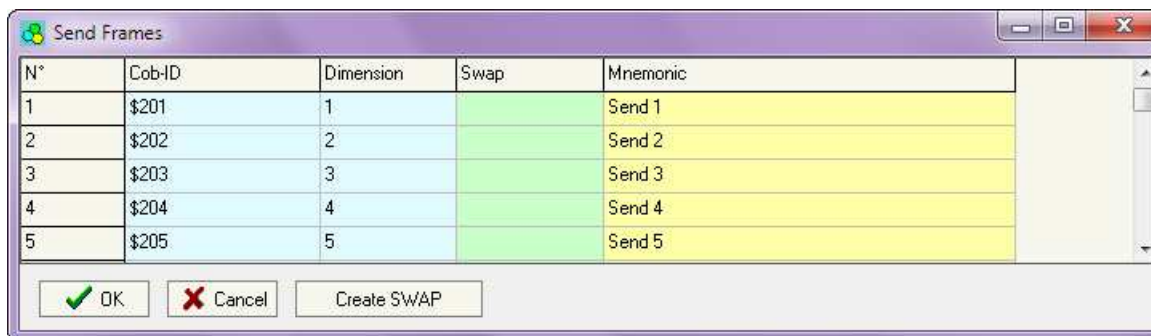 Send Frames
N° Cob-ID Dimension Swap Mnemonic
1 $201 1 Send 1
2 $202 2 Send 2
3 $203 3 Send 3
4 $204 4 Send 4
5 $205 5 Send 5
OK Cancel Create SWAP